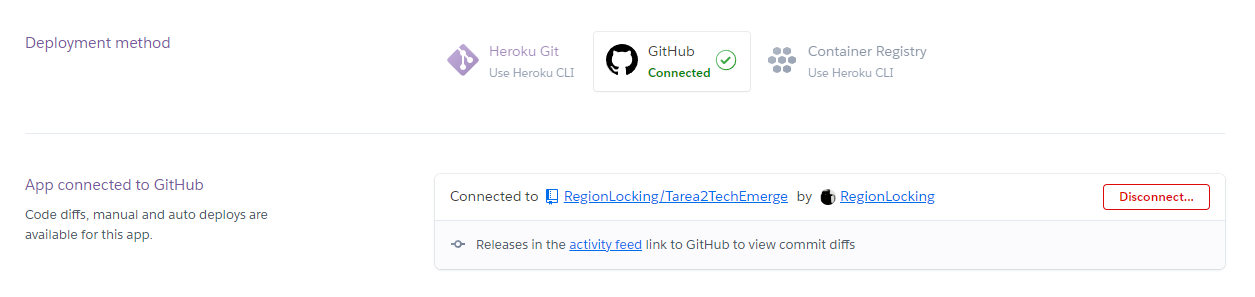 Deployment method
Heroku Git
Use Heroku CLI
GitHub
Connected
Container Registry
Use Heroku CLI
App connected to GitHub
Code diffs, manual and auto deploys are
available for this app.
Connected to RegionLocking/Tarea2TechEmerge by RegionLocking
Disconnect...
Releases in the activity feed link to GitHub to view commit diffs